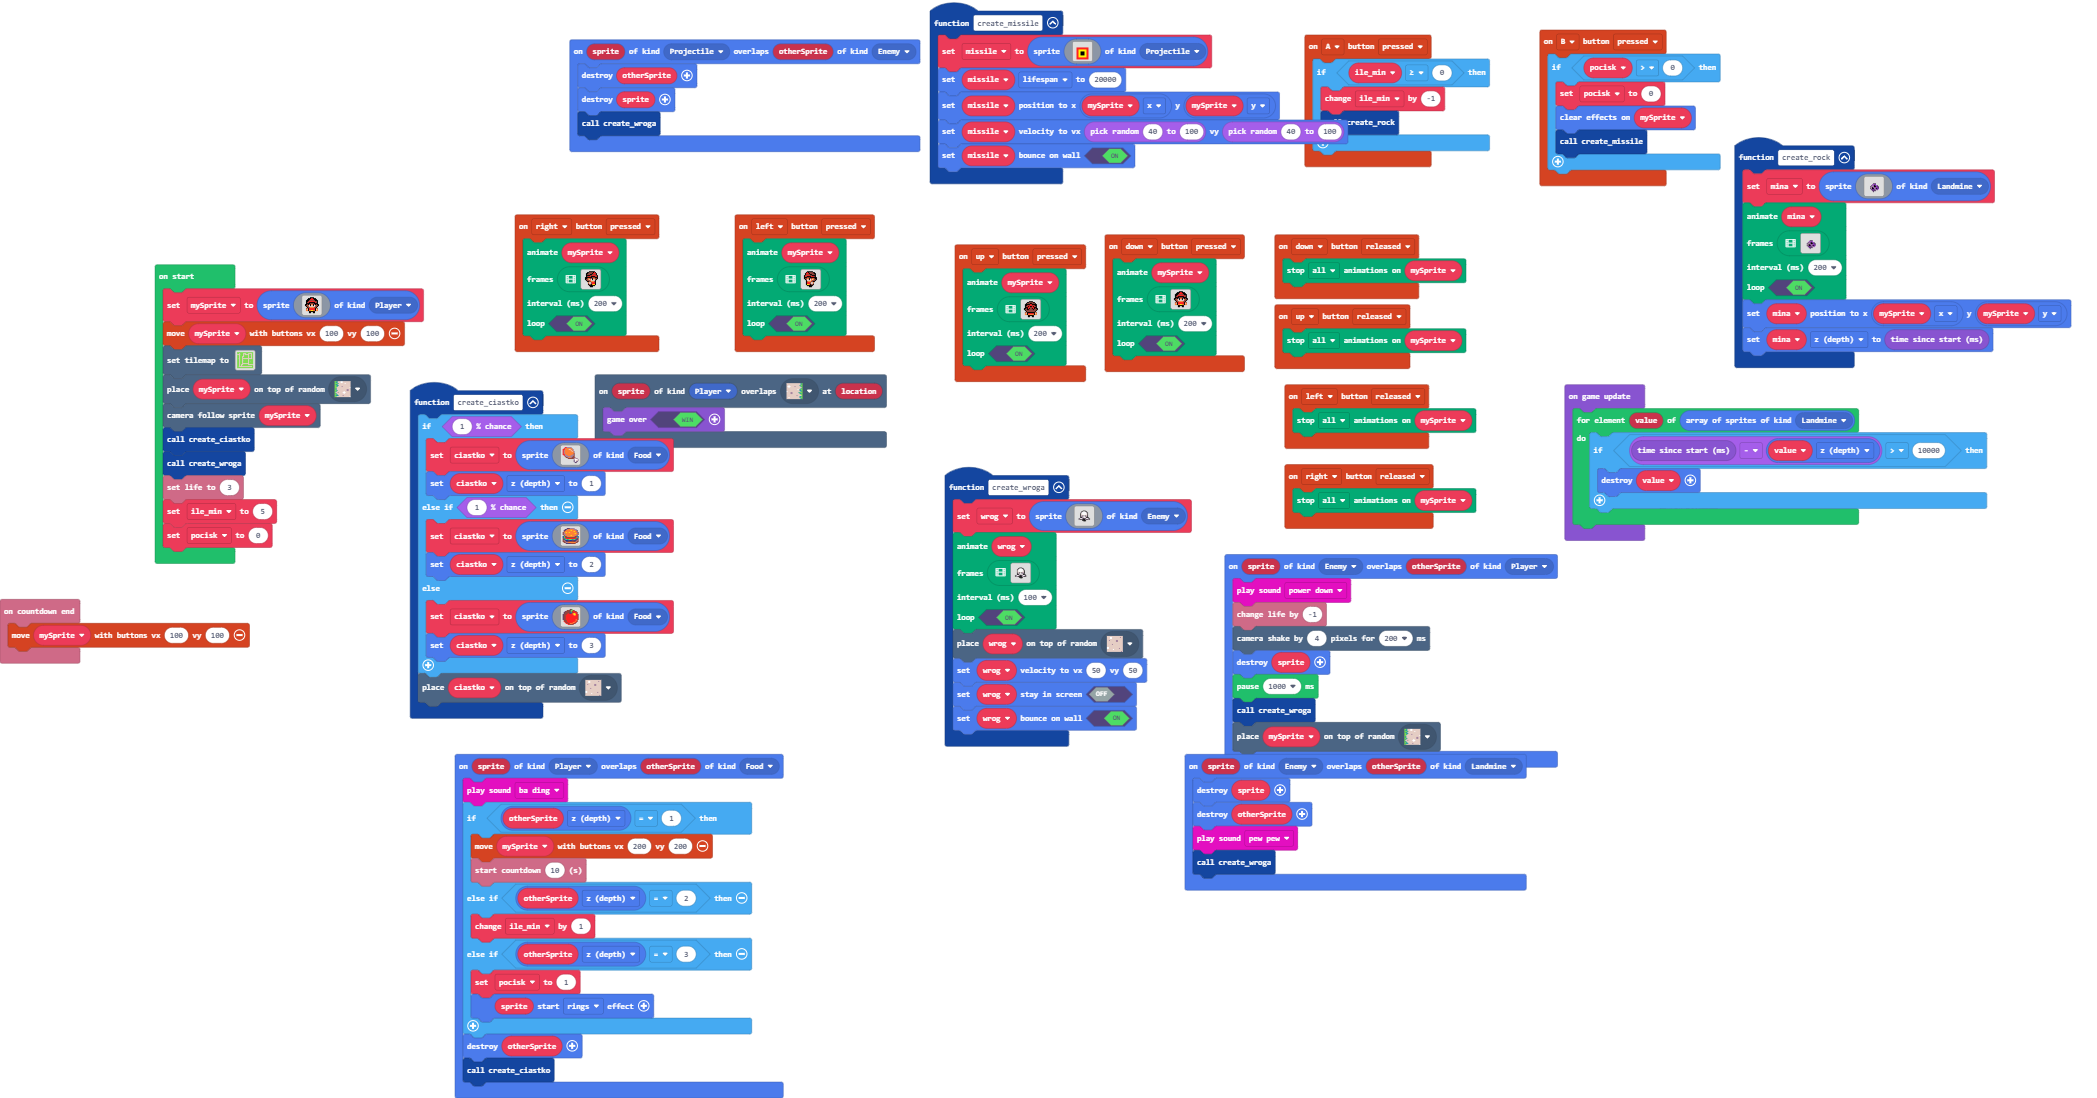 function create_missile
set missile to sprite of kind Projectile
set missile lifespan to 20000
set missile position to x mySprite x y mySprite y
set missile velocity to vx pick random 40 to 100 vy pick random 40 to 100
set missile bounce on wall ON
on sprite of kind Projectile overlaps otherSprite of kind Enemy
destroy otherSprite
destroy sprite
call create_wroga
on A button pressed
if ile_min ≥ 0 then
change ile_min by -1
create_rock
on B button pressed
if pocisk > 0 then
set pocisk to 0
clear effects on mySprite
call create_missile
function create_rock
set mina to sprite of kind Landmine
animate mina
frames
interval (ms) 200
loop ON
set mina position to x mySprite x y mySprite y
set mina z (depth) to time since start (ms)
on right button pressed
animate mySprite
frames
interval (ms) 200
loop ON
on left button pressed
animate mySprite
frames
interval (ms) 200
loop ON
on up button pressed
animate mySprite
frames
interval (ms) 200
loop ON
on down button pressed
animate mySprite
frames
interval (ms) 200
loop ON
on down button released
stop all animations on mySprite
on up button released
stop all animations on mySprite
on left button released
stop all animations on mySprite
on right button released
stop all animations on mySprite
on start
set mySprite to sprite of kind Player
move mySprite with buttons vx 100 vy 100
set tilemap to
place mySprite on top of random
camera follow sprite mySprite
call create_ciastko
call create_wroga
set life to 3
set ile_min to 5
set pocisk to 0
on countdown end
move mySprite with buttons vx 100 vy 100
function create_ciastko
if 1 % chance then
set ciastko to sprite of kind Food
set ciastko z (depth) to 1
else if 1 % chance then
set ciastko to sprite of kind Food
set ciastko z (depth) to 2
else
set ciastko to sprite of kind Food
set ciastko z (depth) to 3
place ciastko on top of random
on sprite of kind Player overlaps at location
game over WIN
function create_wroga
set wrog to sprite of kind Enemy
animate wrog
frames
interval (ms) 100
loop ON
place wrog on top of random
set wrog velocity to vx 50 vy 50
set wrog stay in screen OFF
set wrog bounce on wall ON
on game update
for element value of array of sprites of kind Landmine
do
if time since start (ms) - value z (depth) > 10000 then
destroy value
on sprite of kind Enemy overlaps otherSprite of kind Player
play sound power down
change life by -1
camera shake by 4 pixels for 200 ms
destroy sprite
pause 1000 ms
call create_wroga
place mySprite on top of random
on sprite of kind Enemy overlaps otherSprite of kind Landmine
destroy sprite
destroy otherSprite
play sound pew pew
call create_wroga
on sprite of kind Player overlaps otherSprite of kind Food
play sound ba ding
if otherSprite z (depth) = 1 then
move mySprite with buttons vx 200 vy 200
start countdown 10 (s)
else if otherSprite z (depth) = 2 then
change ile_min by 1
else if otherSprite z (depth) = 3 then
set pocisk to 1
sprite start rings effect
destroy otherSprite
call create_ciastko